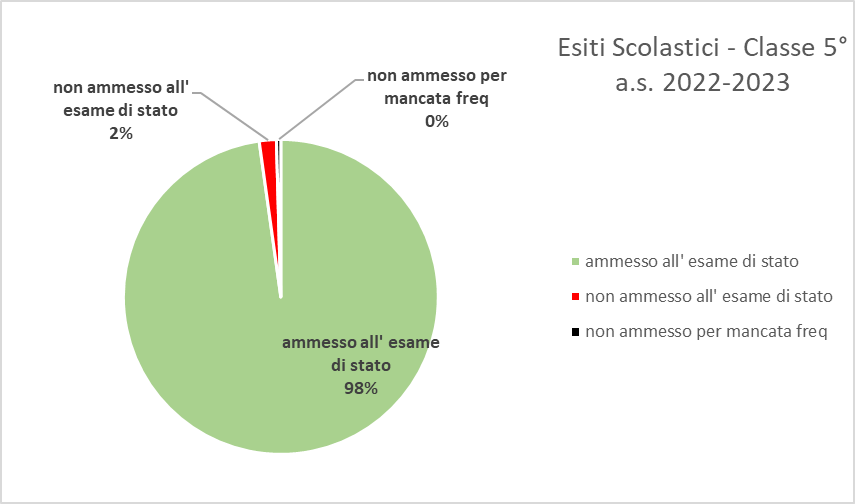 Esiti Scolastici - Classe 5°
a.s. 2022-2023
non ammesso all'
esame di stato
2%
non ammesso per
mancata freq
0%
ammesso all' esame
di stato
98%
ammesso all' esame di stato
non ammesso all' esame di stato
non ammesso per mancata freq